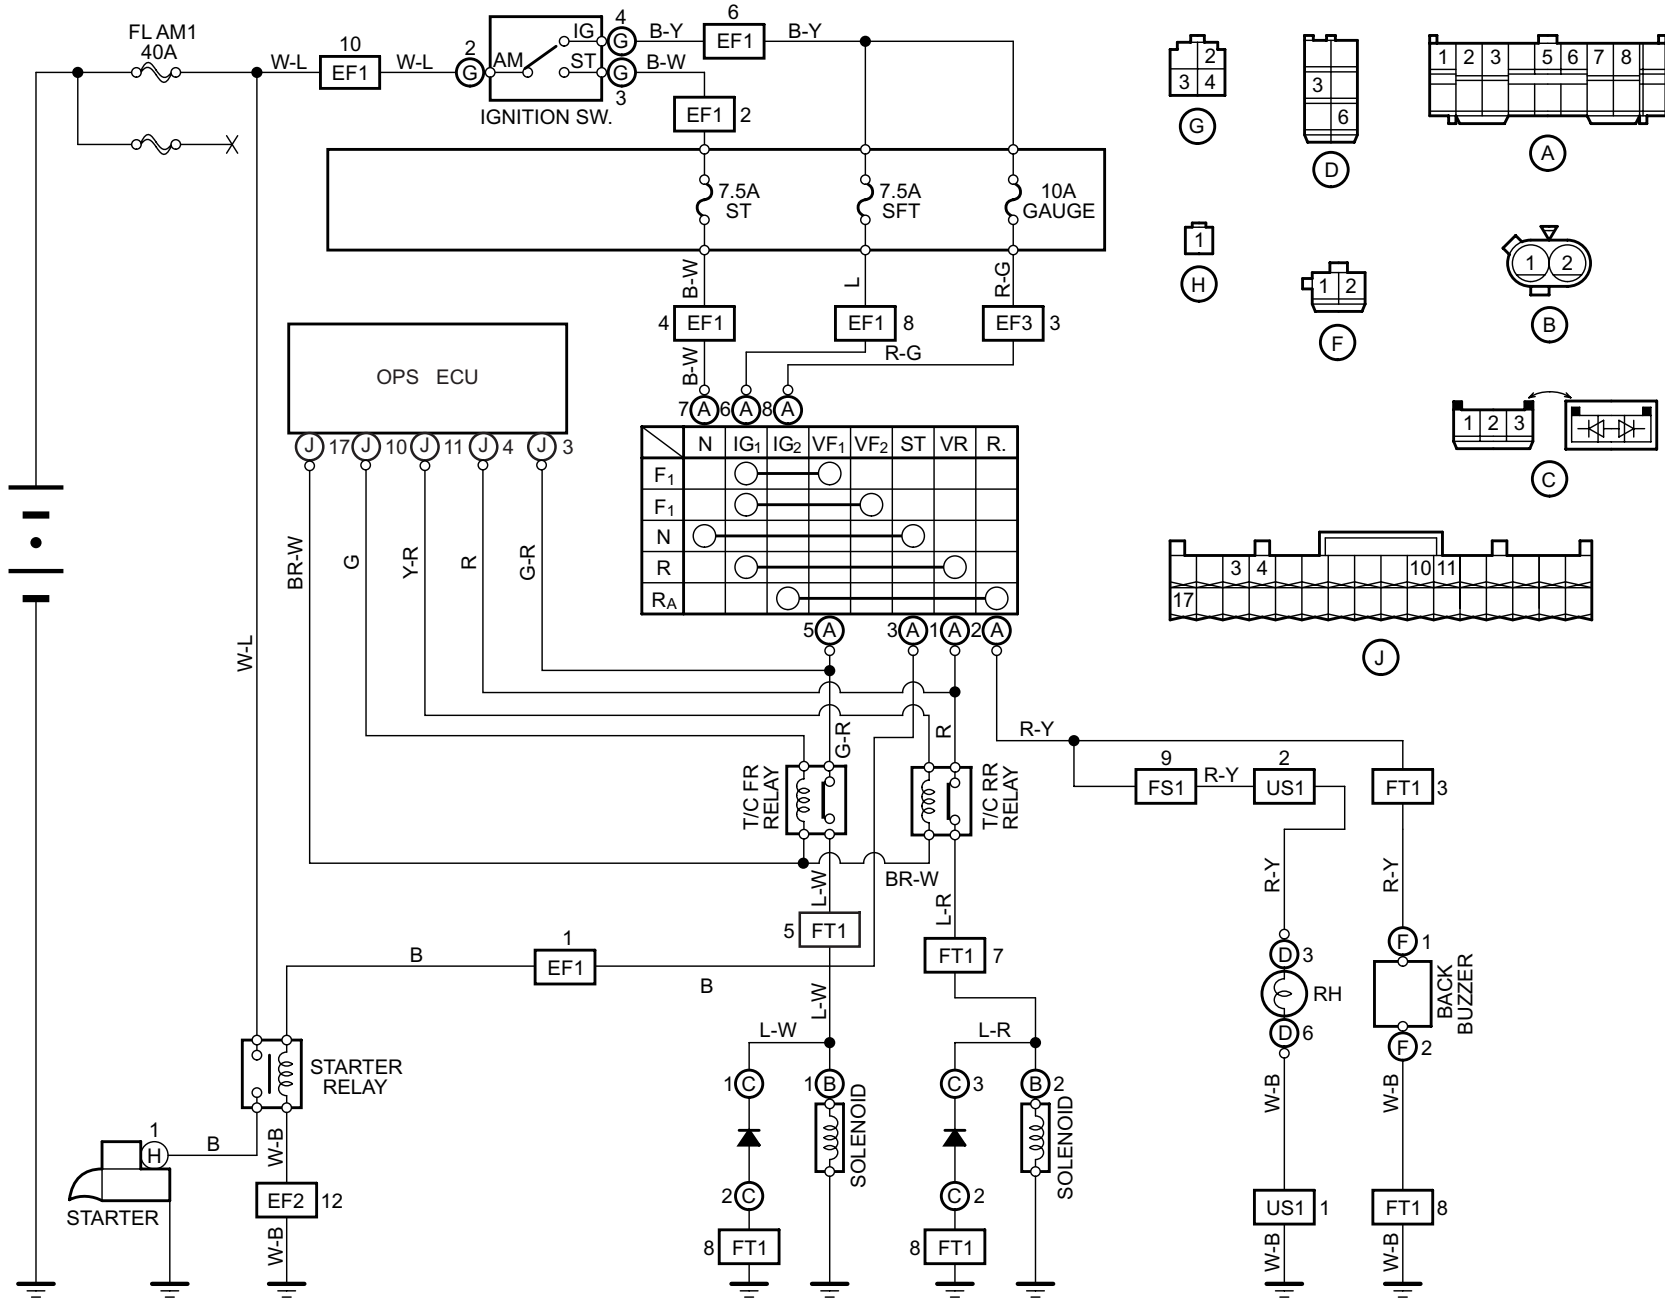 FL AM1
40A
W-L
10
EF1
W-L
2
G
AM
IG
ST
IGNITION SW.
4
G
B-Y
6
EF1
B-Y
G
3
B-W
EF1 2
7.5A
ST
7.5A
SFT
10A
GAUGE
B-W
L
R-G
4 EF1
EF1 8
EF3 3
B-W
R-G
OPS ECU
J 17
J 10
J 11
J 4
J 3
7 A
6 A
8 A
N IG1 IG2 VF1 VF2 ST VR R.
F1
F1
N
R
RA
5 A
3 A
1 A
2 A
BR-W
G
Y-R
R
G-R
W-L
G-R
R
R-Y
T/C FR
RELAY
T/C RR
RELAY
9
FS1
R-Y
2
US1
FT1 3
BR-W
L-W
L-R
5 FT1
FT1 7
R-Y
R-Y
B
1
EF1
B
L-W
D 3
RH
D 6
F 1
BACK
BUZZER
F 2
L-W
L-R
STARTER
RELAY
1 C
1 B
C 3
B 2
SOLENOID
SOLENOID
W-B
W-B
1
H
B
W-B
STARTER
EF2 12
W-B
2 C
C 2
8 FT1
8 FT1
US1 1
FT1 8
W-B
W-B
2
3 4
G
3
6
D
1 2 3 5 6 7 8
A
1
H
1 2
F
1 2
B
1 2 3
C
3 4 10 11
17
J